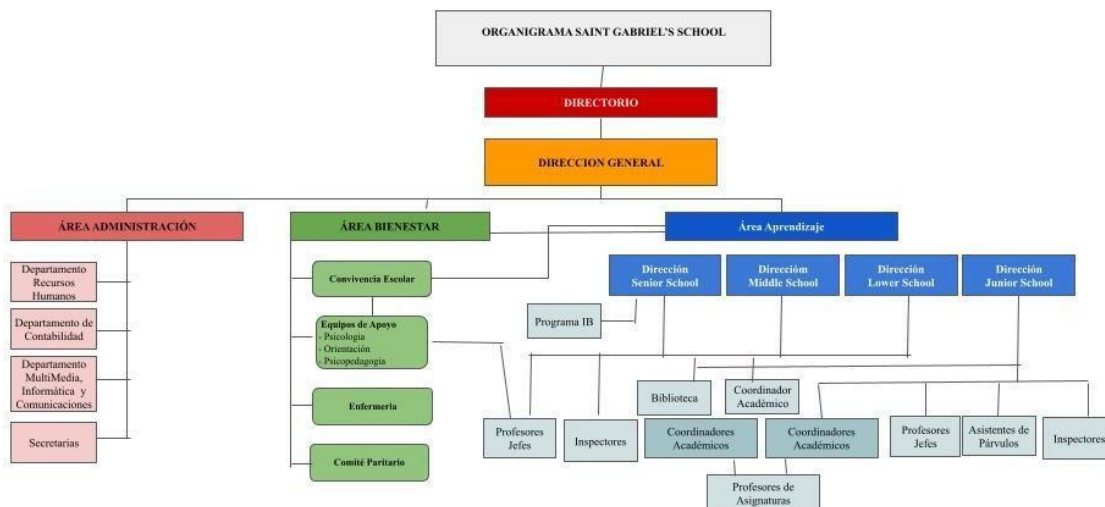 ORGANIGRAMA SAINT GABRIEL'S SCHOOL
DIRECTORIO
DIRECCION GENERAL
ÁREA ADMINISTRACIÓN
ÁREA BIENESTAR
Área Aprendizaje
Departamento
Recursos
Humanos
Departamento de
Contabilidad
Departamento
MultiMedia,
Informática y
Comunicaciones
Secretarias
Convivencia Escolar
Equipos de Apoyo
- Psicología
- Orientación
- Psicopedagogía
Enfermería
Comité Paritario
Dirección
Senior School
Direccióm
Middle School
Dirección
Lower School
Dirección
Junior School
Programa IB
Biblioteca
Coordinador
Académico
Profesores
Jefes
Inspectores
Coordinadores
Académicos
Coordinadores
Académicos
Profesores
Jefes
Asistentes de
Párvulos
Inspectores
Profesores de
Asignaturas